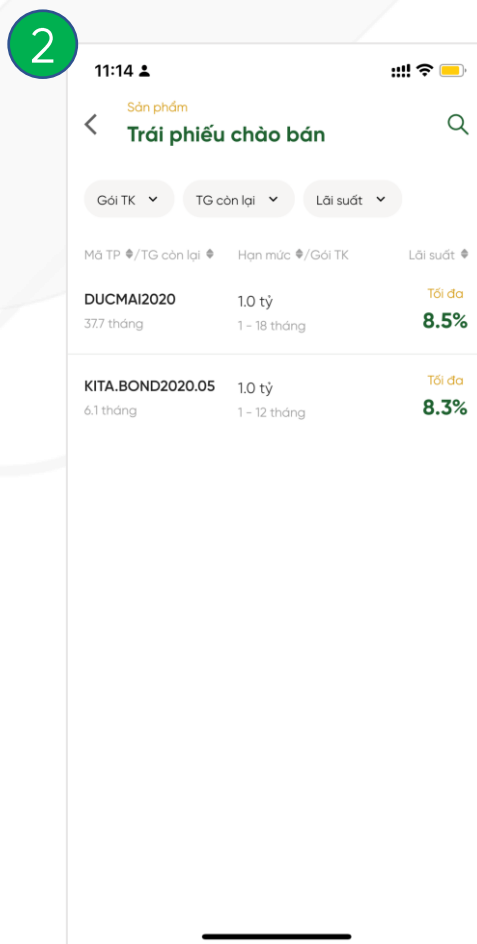 2
11:14
Sản phẩm
Trái phiếu chào bán
Gói TK TG còn lại Lãi suất
Mã TP /TG còn lại Hạn mức /Gói TK Lãi suất
DUCMAI2020 1.0 tỷ Tối đa
37.7 tháng 1 - 18 tháng 8.5%
KITA.BOND2020.05 1.0 tỷ Tối đa
6.1 tháng 1 - 12 tháng 8.3%